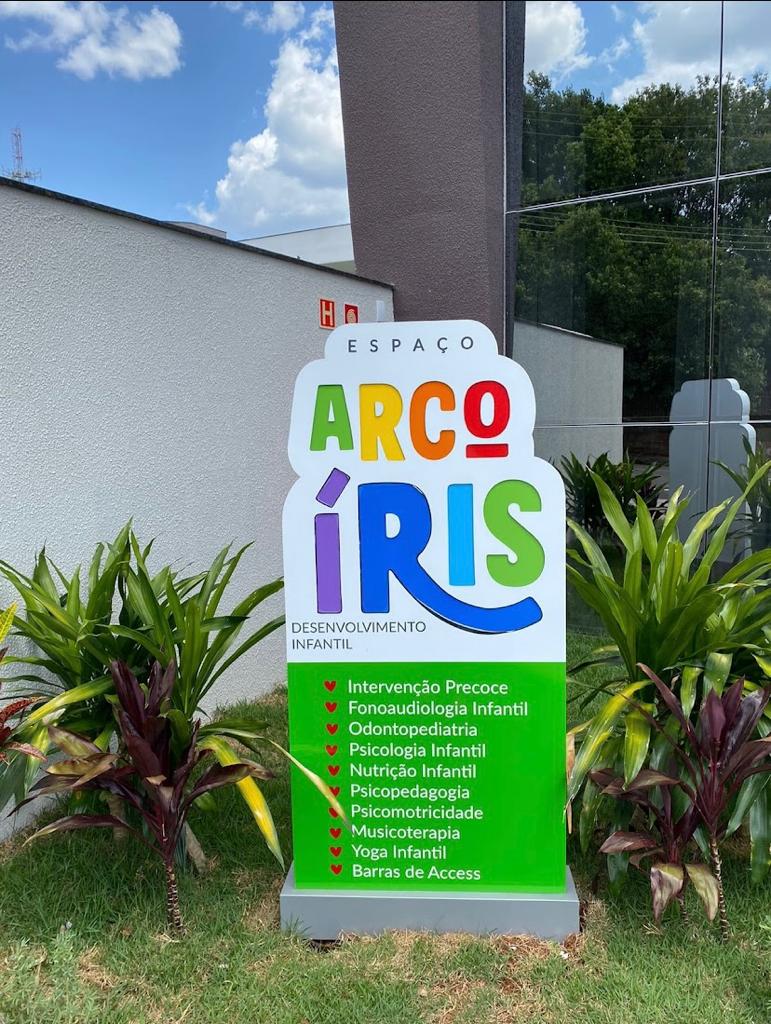 H
ESPAÇO
ARCO
ÍRIS
DESENVOLVIMENTO
INFANTIL
Intervenção Precoce
Fonoaudiologia Infantil
Odontopediatria
Psicologia Infantil
Nutrição Infantil
Psicopedagogia
Psicomotricidade
Musicoterapia
Yoga Infantil
Barras de Access